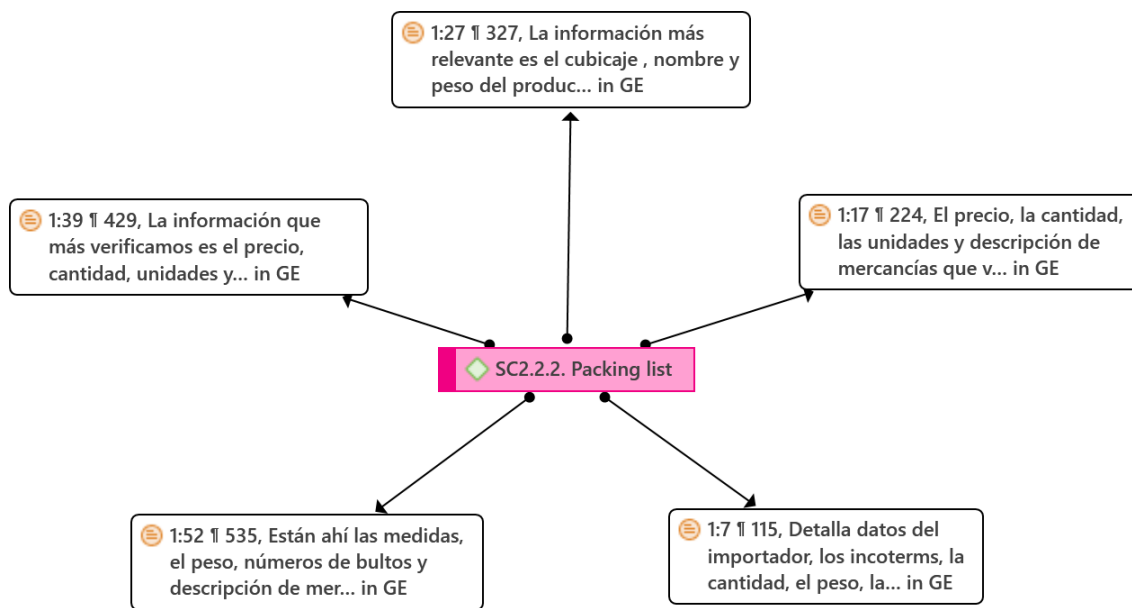 1:27 ¶ 327, La información más
relevante es el cubicaje , nombre y
peso del produc... in GE
1:39 ¶ 429, La información que
más verificamos es el precio,
cantidad, unidades y... in GE
1:17 ¶ 224, El precio, la cantidad,
las unidades y descripción de
mercancías que v... in GE
SC2.2.2. Packing list
1:52 ¶ 535, Están ahí las medidas,
el peso, números de bultos y
descripción de mer... in GE
1:7 ¶ 115, Detalla datos del
importador, los incoterms, la
cantidad, el peso, la... in GE